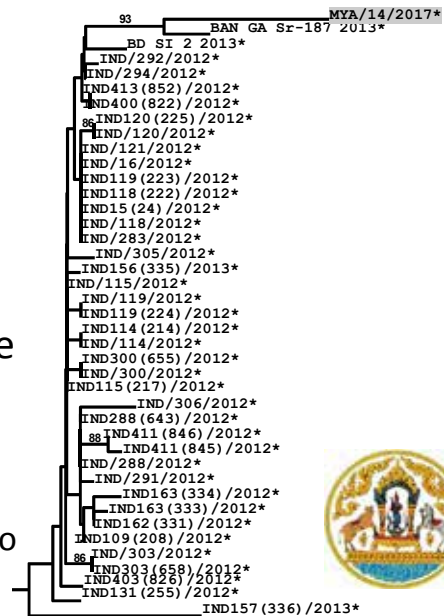 93
MYA/14/2017*
BAN GA Sr-187 2013*
BD SI 2 2013*
IND/292/2012*
IND/294/2012*
IND413(852)/2012*
IND400(822)/2012*
IND120(225)/2012*
86
IND/120/2012*
IND/121/2012*
IND/16/2012*
IND119(223)/2012*
IND118(222)/2012*
IND15(24)/2012*
IND/118/2012*
IND/283/2012*
IND/305/2012*
IND156(335)/2013*
IND/115/2012*
IND/119/2012*
IND119(224)/2012*
IND114(214)/2012*
IND/114/2012*
e
IND300(655)/2012*
IND/300/2012*
IND115(217)/2012*
IND/306/2012*
IND288(643)/2012*
88
IND411(846)/2012*
IND411(845)/2012*
IND/288/2012*
IND/291/2012*
IND163(334)/2012*
IND163(333)/2012*
IND162(331)/2012*
o
IND109(208)/2012*
IND/303/2012*
86
IND303(658)/2012*
IND403(826)/2012*
IND131(255)/2012*
IND157(336)/2013*